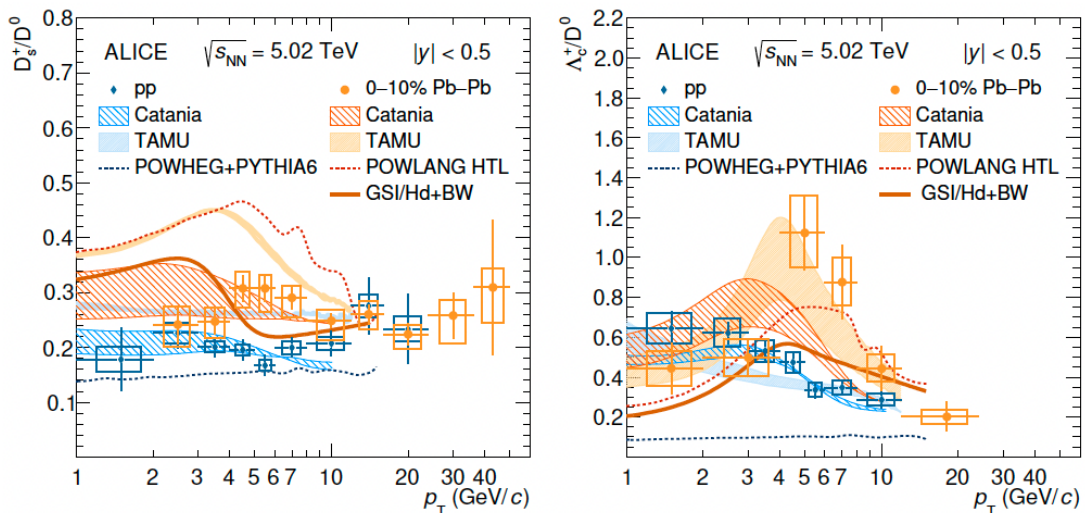 D_s^+/D^0
0.8
0.7
0.6
0.5
0.4
0.3
0.2
0.1
ALICE √s_NN = 5.02 TeV |y| < 0.5
pp 0−10% Pb−Pb
Catania Catania
TAMU TAMU
POWHEG+PYTHIA6 POWLANG HTL
GSI/Hd+BW
1 2 3 4 5 6 7 10 20 30 40
p_T (GeV/c)
Λ_c^+/D^0
2.2
2.0
1.8
1.6
1.4
1.2
1.0
0.8
0.6
0.4
0.2
ALICE √s_NN = 5.02 TeV |y| < 0.5
pp 0−10% Pb−Pb
Catania Catania
TAMU TAMU
POWHEG+PYTHIA6 POWLANG HTL
GSI/Hd+BW
1 2 3 4 5 6 7 10 20 30 40
p_T (GeV/c)